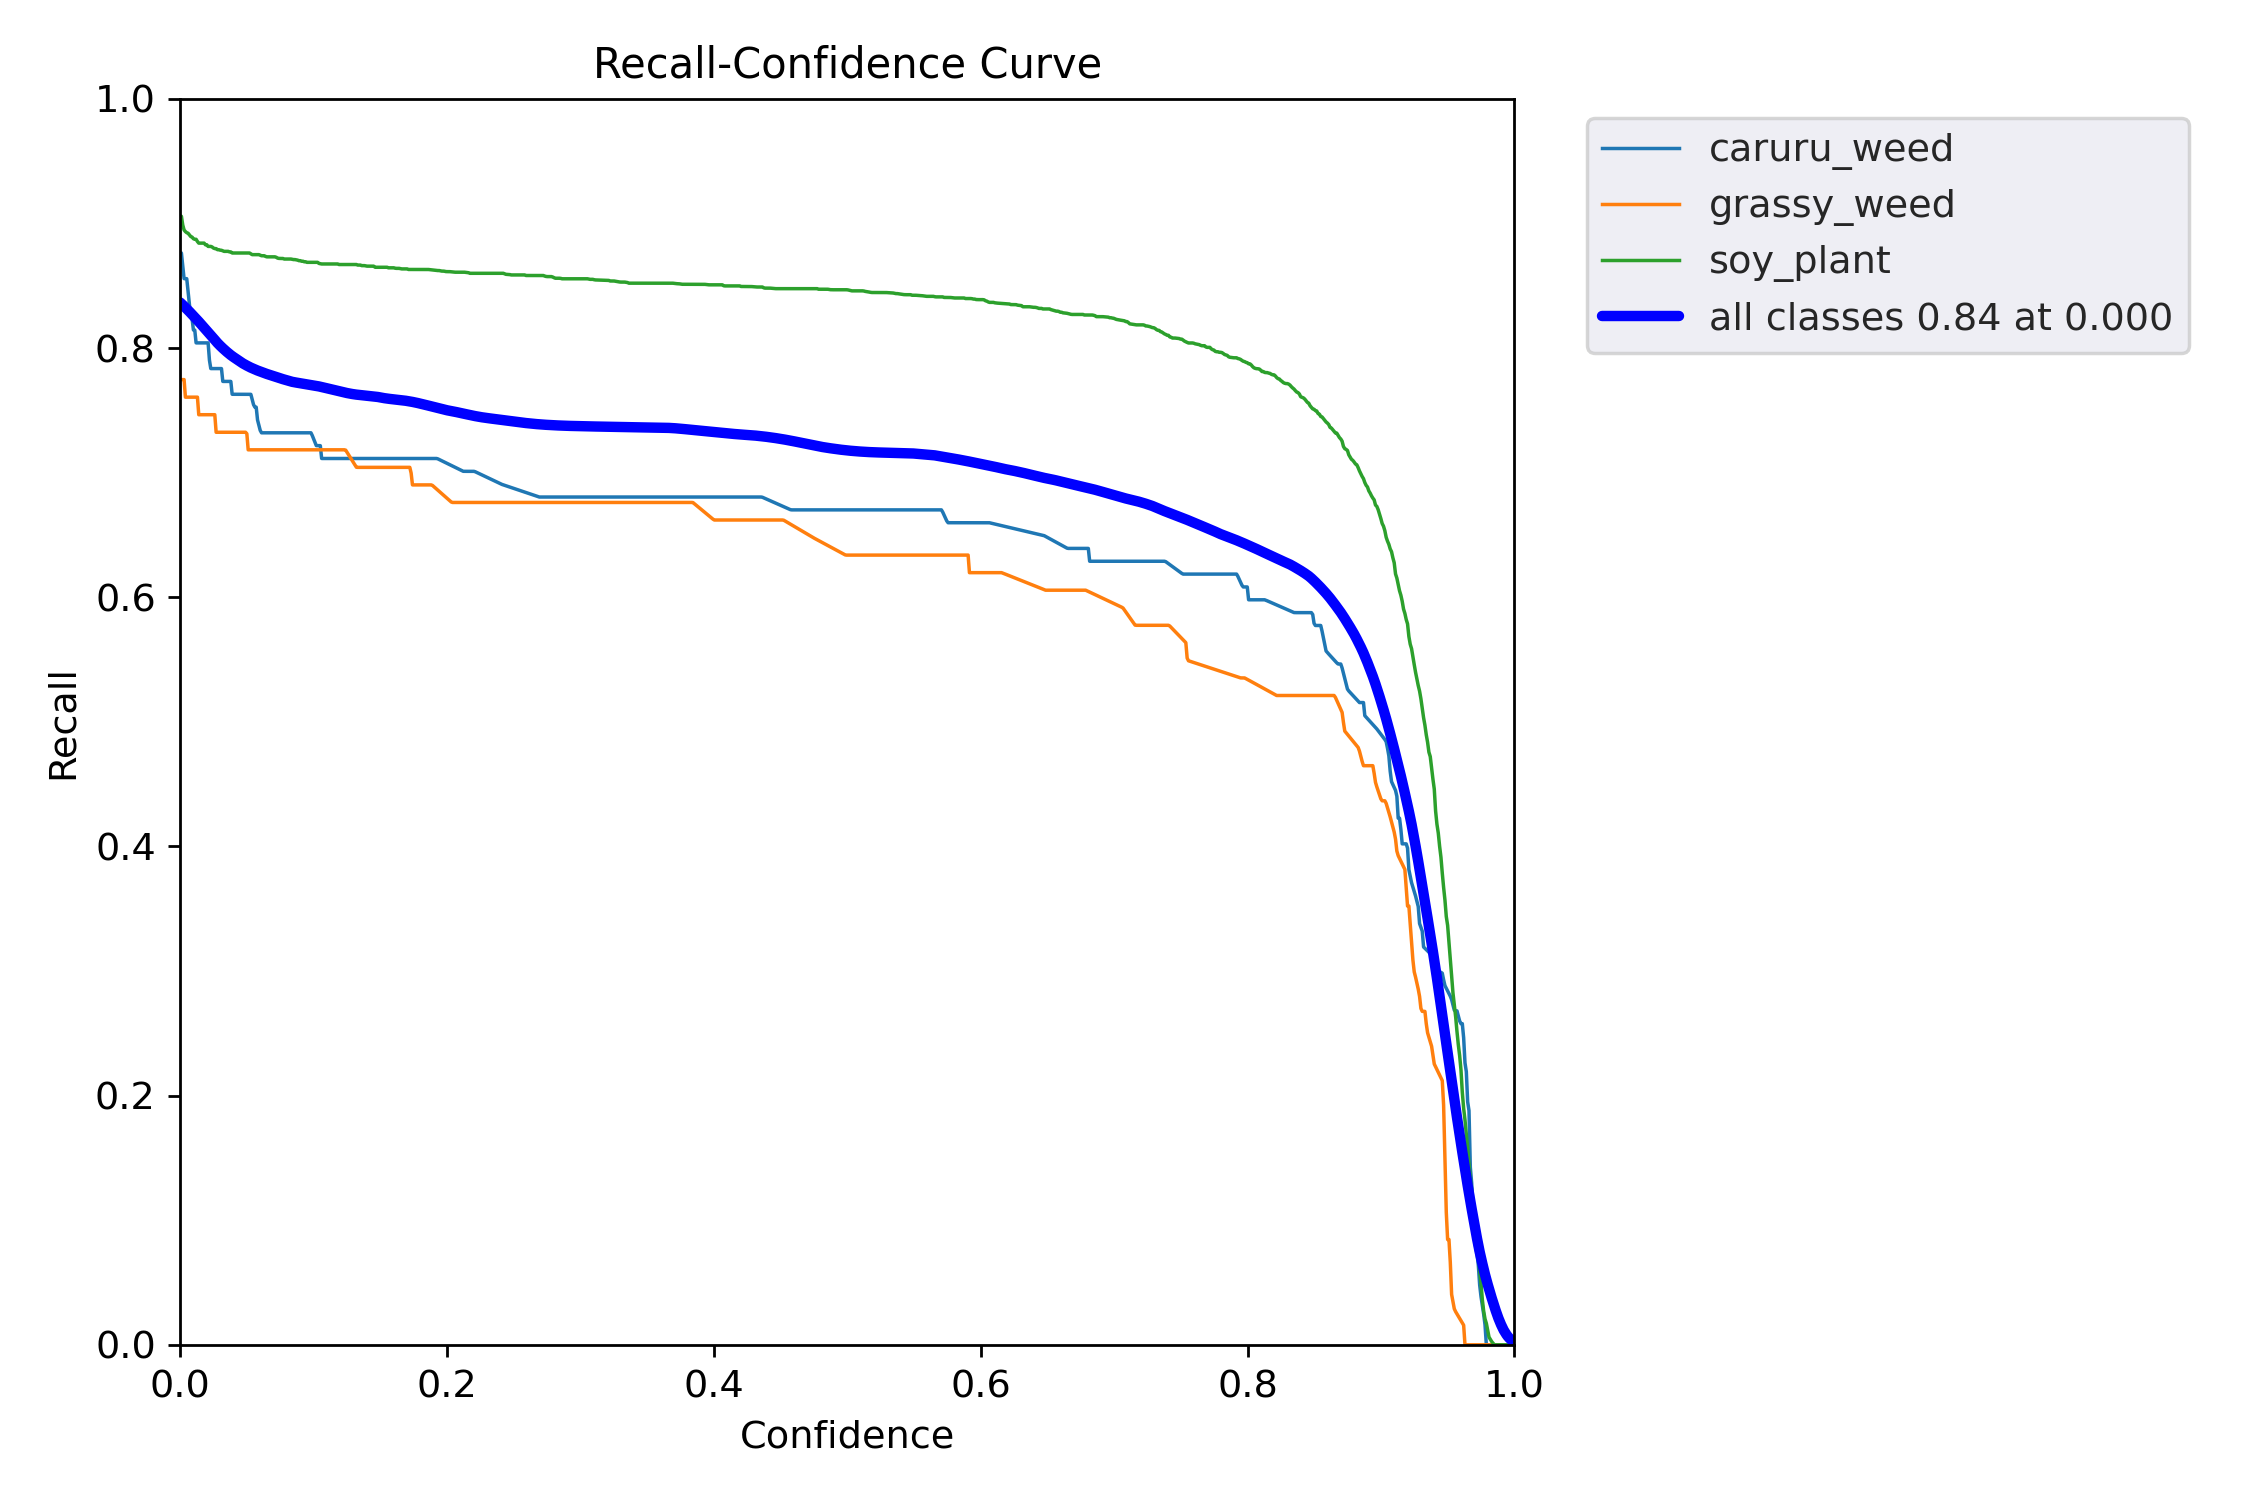 Recall-Confidence Curve
1.0
0.8
0.6
0.4
0.2
0.0
Recall
0.0 0.2 0.4 0.6 0.8 1.0
Confidence
caruru_weed
grassy_weed
soy_plant
all classes 0.84 at 0.000